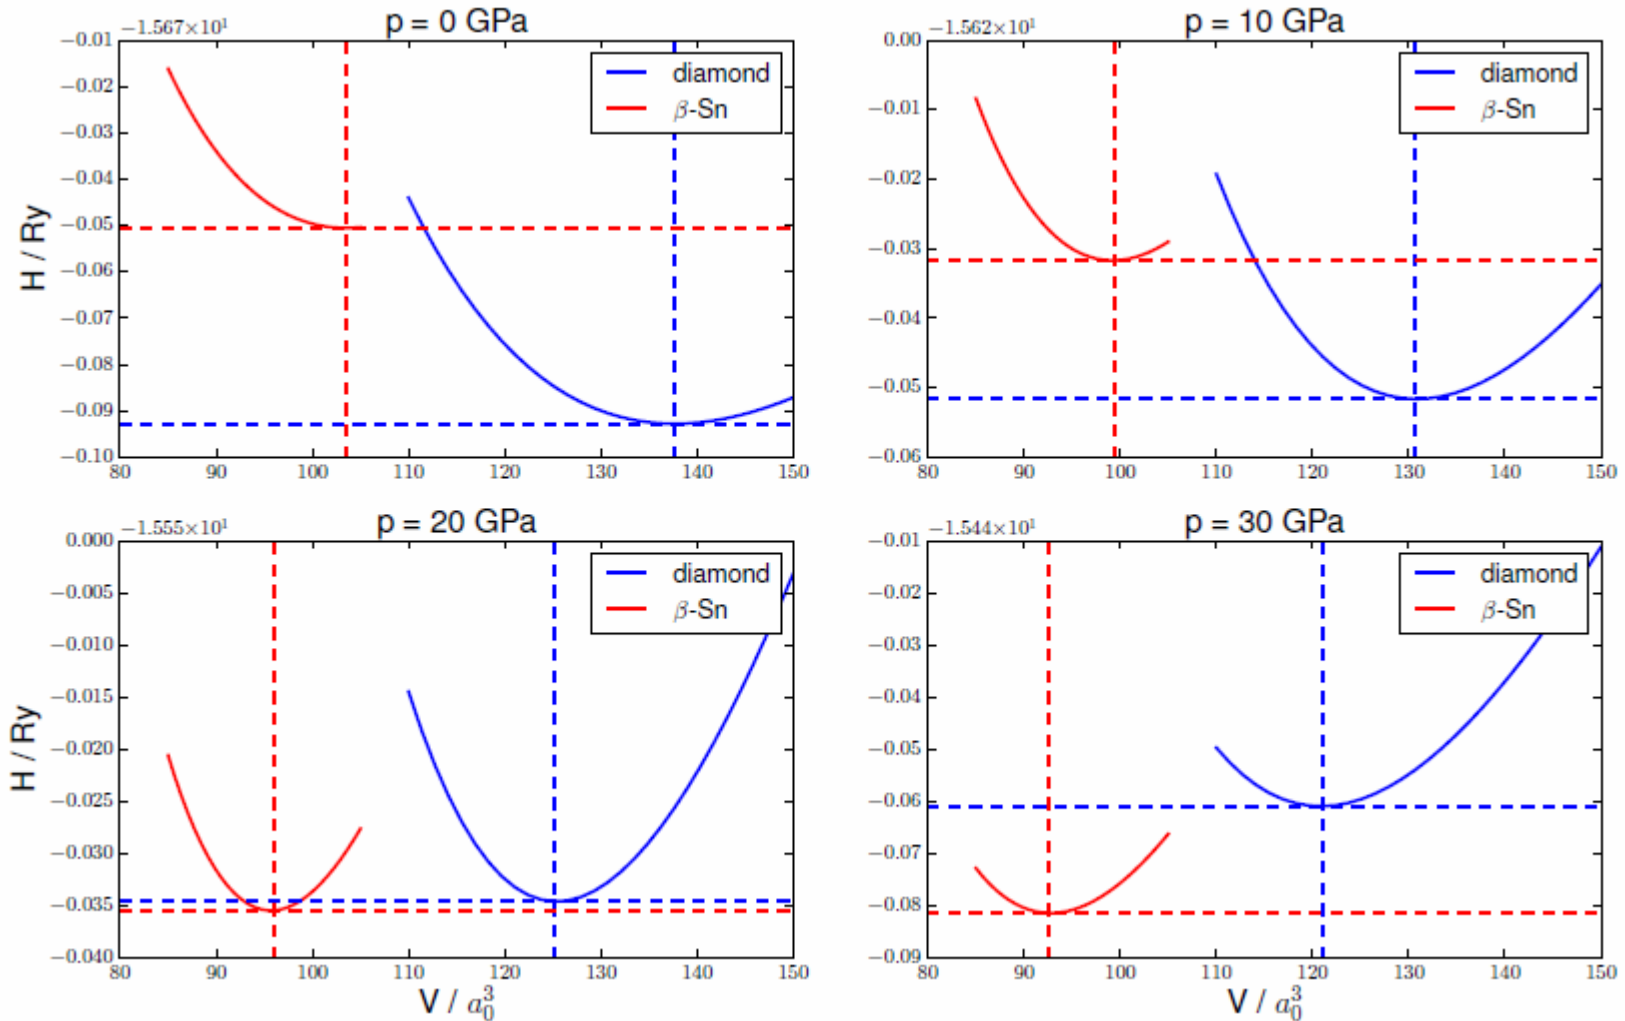 p = 0 GPa
−1.567×10¹
diamond
β-Sn
−0.01
−0.02
−0.03
−0.04
−0.05
−0.06
−0.07
−0.08
−0.09
−0.10
H / Ry
80 90 100 110 120 130 140 150
p = 10 GPa
−1.562×10¹
diamond
β-Sn
0.00
−0.01
−0.02
−0.03
−0.04
−0.05
−0.06
80 90 100 110 120 130 140 150
p = 20 GPa
−1.555×10¹
diamond
β-Sn
0.000
−0.005
−0.010
−0.015
−0.020
−0.025
−0.030
−0.035
−0.040
H / Ry
80 90 100 110 120 130 140 150
V / a₀³
p = 30 GPa
−1.544×10¹
diamond
β-Sn
−0.01
−0.02
−0.03
−0.04
−0.05
−0.06
−0.07
−0.08
−0.09
80 90 100 110 120 130 140 150
V / a₀³